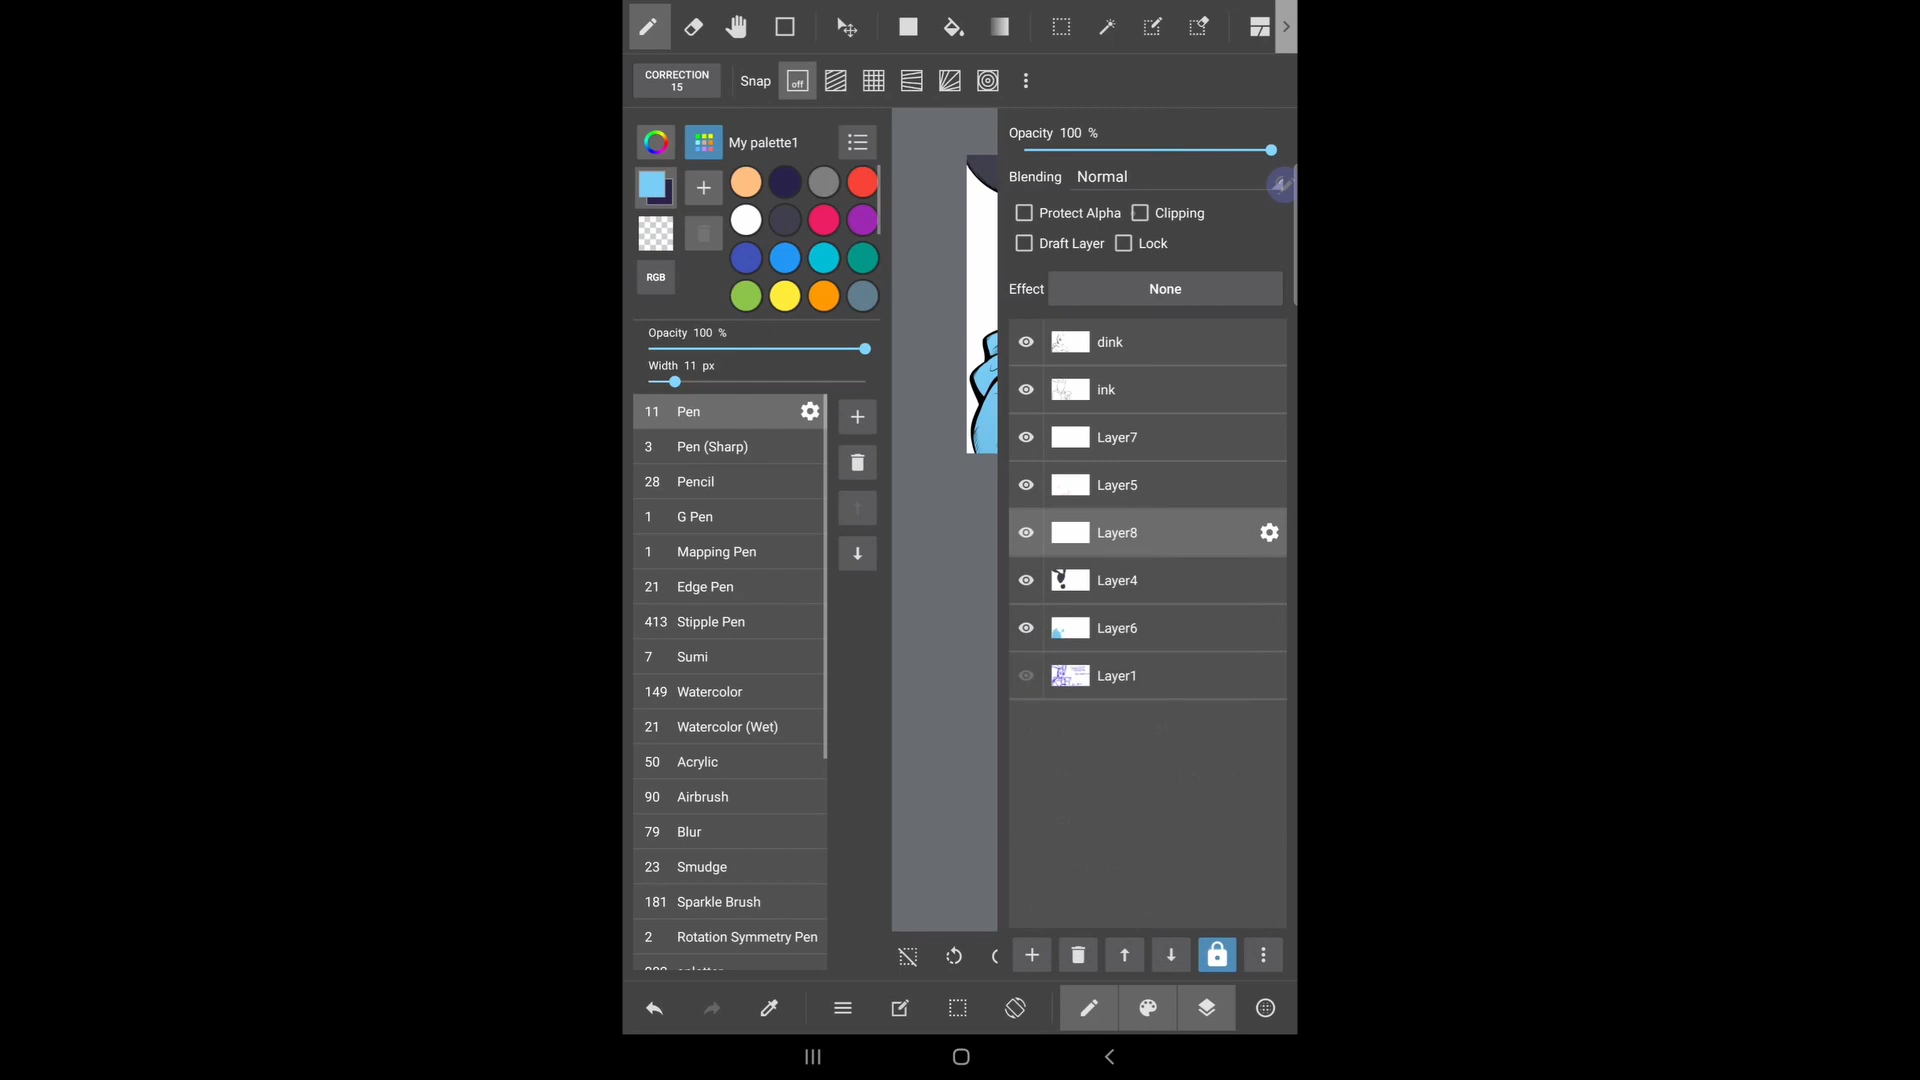 CORRECTION
15
Snap
off
My palette1
RGB
Opacity 100 %
Width 11 px
11 Pen
3 Pen (Sharp)
28 Pencil
1 G Pen
1 Mapping Pen
21 Edge Pen
413 Stipple Pen
7 Sumi
149 Watercolor
21 Watercolor (Wet)
50 Acrylic
90 Airbrush
79 Blur
23 Smudge
181 Sparkle Brush
2 Rotation Symmetry Pen
Opacity 100 %
Blending Normal
Protect Alpha Clipping
Draft Layer Lock
Effect None
dink
ink
Layer7
Layer5
Layer8
Layer4
Layer6
Layer1